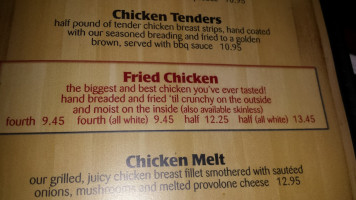 Chicken Tenders
half pound of tender chicken breast strips, hand coated
with our seasoned breading and fried to a golden
brown, served with bbq sauce 10.95
Fried Chicken
the biggest and best chicken you've ever tasted!
hand breaded and fried 'til crunchy on the outside
and moist on the inside (also available skinless)
fourth 9.45 fourth (all white) 9.45 half 12.25 half (all white) 13.45
Chicken Melt
our grilled, juicy chicken breast fillet smothered with sautéed
onions, mushrooms and melted provolone cheese 12.95